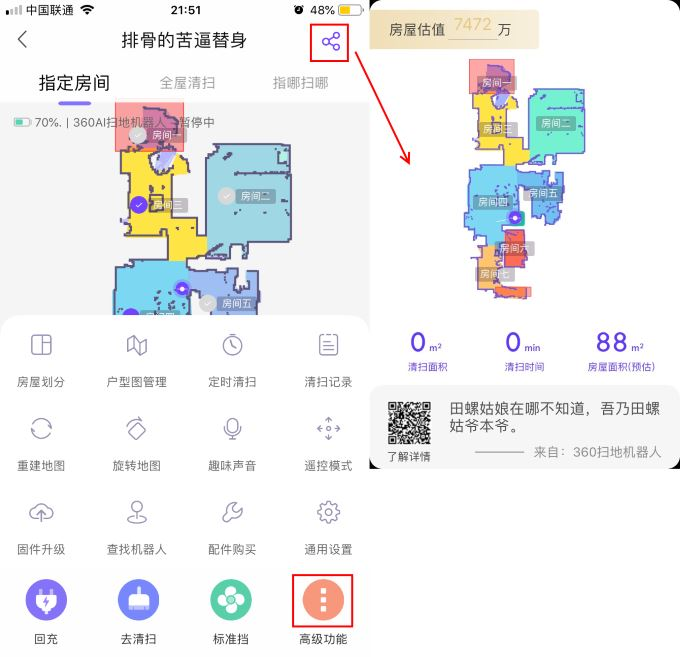 中国联通
21:51
48%
排骨的苦逼替身
指定房间
全屋清扫
指哪扫哪
70%. | 360AI扫地机器人 暂停中
房间一
房间二
房间三
房间四
房间五
房屋划分
户型图管理
定时清扫
清扫记录
重建地图
旋转地图
趣味声音
遥控模式
固件升级
查找机器人
配件购买
通用设置
回充
去清扫
标准挡
高级功能
房屋估值 7472 万
房间一
房间二
房间三
房间四
房间五
房间六
房间七
0 m²
清扫面积
0 min
清扫时间
88 m²
房屋面积(预估)
田螺姑娘在哪不知道，吾乃田螺
姑爷本爷。
了解详情
来自：360扫地机器人